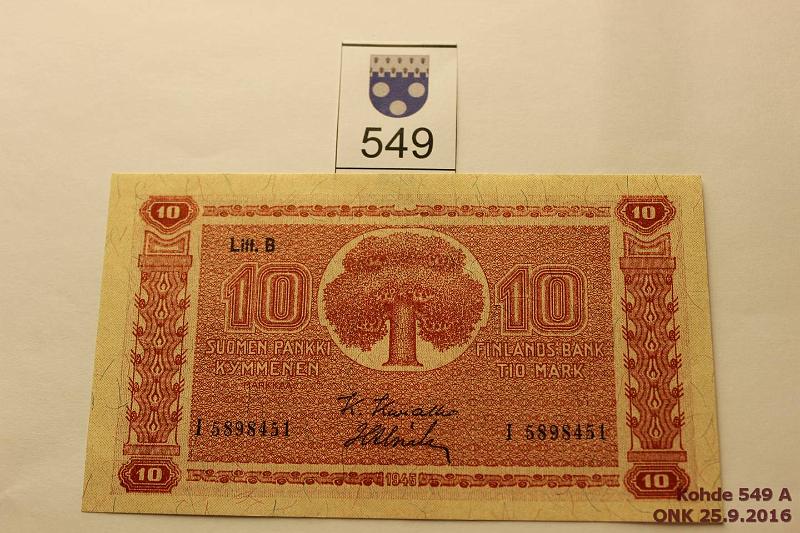 549
10 10
Litt. B
10 10
SUOMEN PANKKI FINLANDS BANK
KYMMENEN TIO MARK
MARKKAA
I 5898451 I 5898451
1945
10 10
Kohde 549 A
ONK 25.9.2016